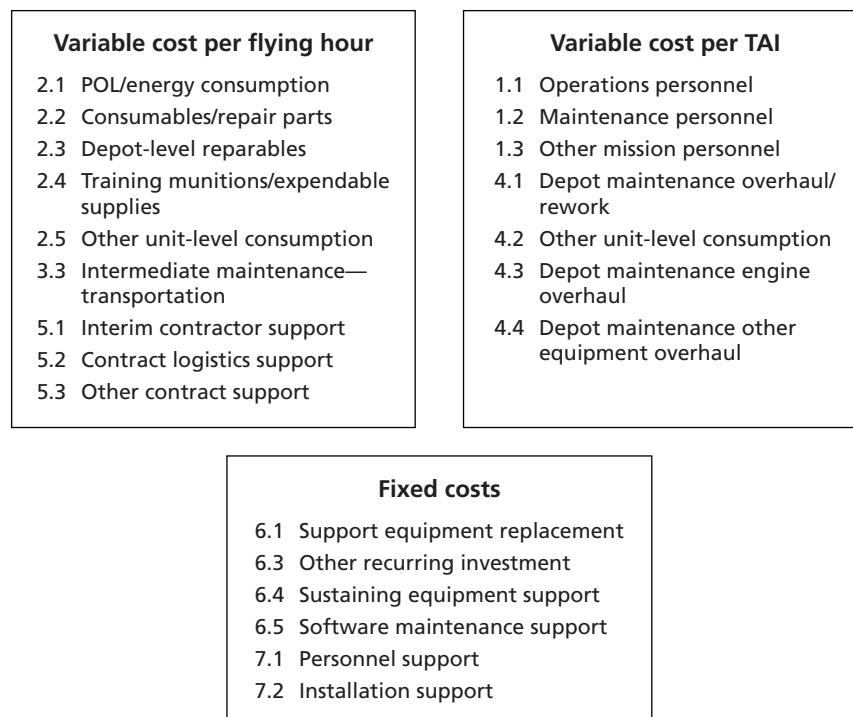 Variable cost per flying hour
2.1 POL/energy consumption
2.2 Consumables/repair parts
2.3 Depot-level reparables
2.4 Training munitions/expendable
supplies
2.5 Other unit-level consumption
3.3 Intermediate maintenance—
transportation
5.1 Interim contractor support
5.2 Contract logistics support
5.3 Other contract support
Variable cost per TAI
1.1 Operations personnel
1.2 Maintenance personnel
1.3 Other mission personnel
4.1 Depot maintenance overhaul/
rework
4.2 Other unit-level consumption
4.3 Depot maintenance engine
overhaul
4.4 Depot maintenance other
equipment overhaul
Fixed costs
6.1 Support equipment replacement
6.3 Other recurring investment
6.4 Sustaining equipment support
6.5 Software maintenance support
7.1 Personnel support
7.2 Installation support